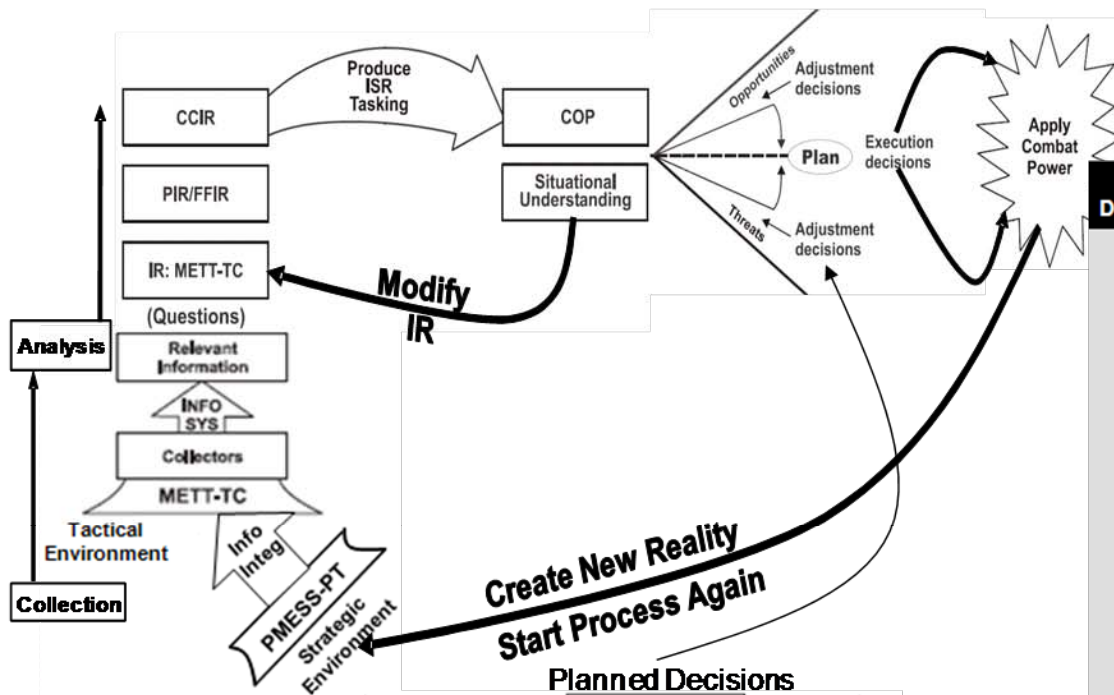 Produce
ISR
Tasking
CCIR
COP
PIR/FFIR
Situational
Understanding
IR: METT-TC
(Questions)
Modify
IR
Analysis
Relevant
Information
INFO
SYS
Collectors
METT-TC
Tactical
Environment
Collection
Info
Integ
PMESS-PT
Strategic
Environment
Opportunities
Adjustment
decisions
Plan
Threats
Adjustment
decisions
Execution
decisions
Apply
Combat
Power
D
Create New Reality
Start Process Again
Planned Decisions